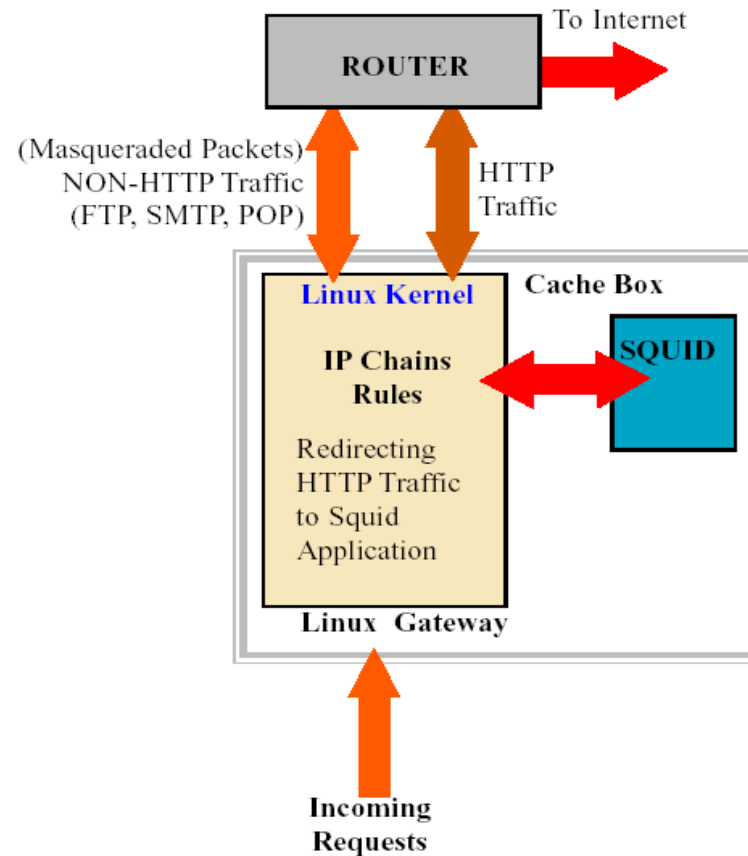 To Internet
ROUTER
(Masqueraded Packets)
NON-HTTP Traffic
(FTP, SMTP, POP)
HTTP
Traffic
Linux Kernel
Cache Box
IP Chains
Rules
SQUID
Redirecting
HTTP Traffic
to Squid
Application
Linux Gateway
Incoming
Requests